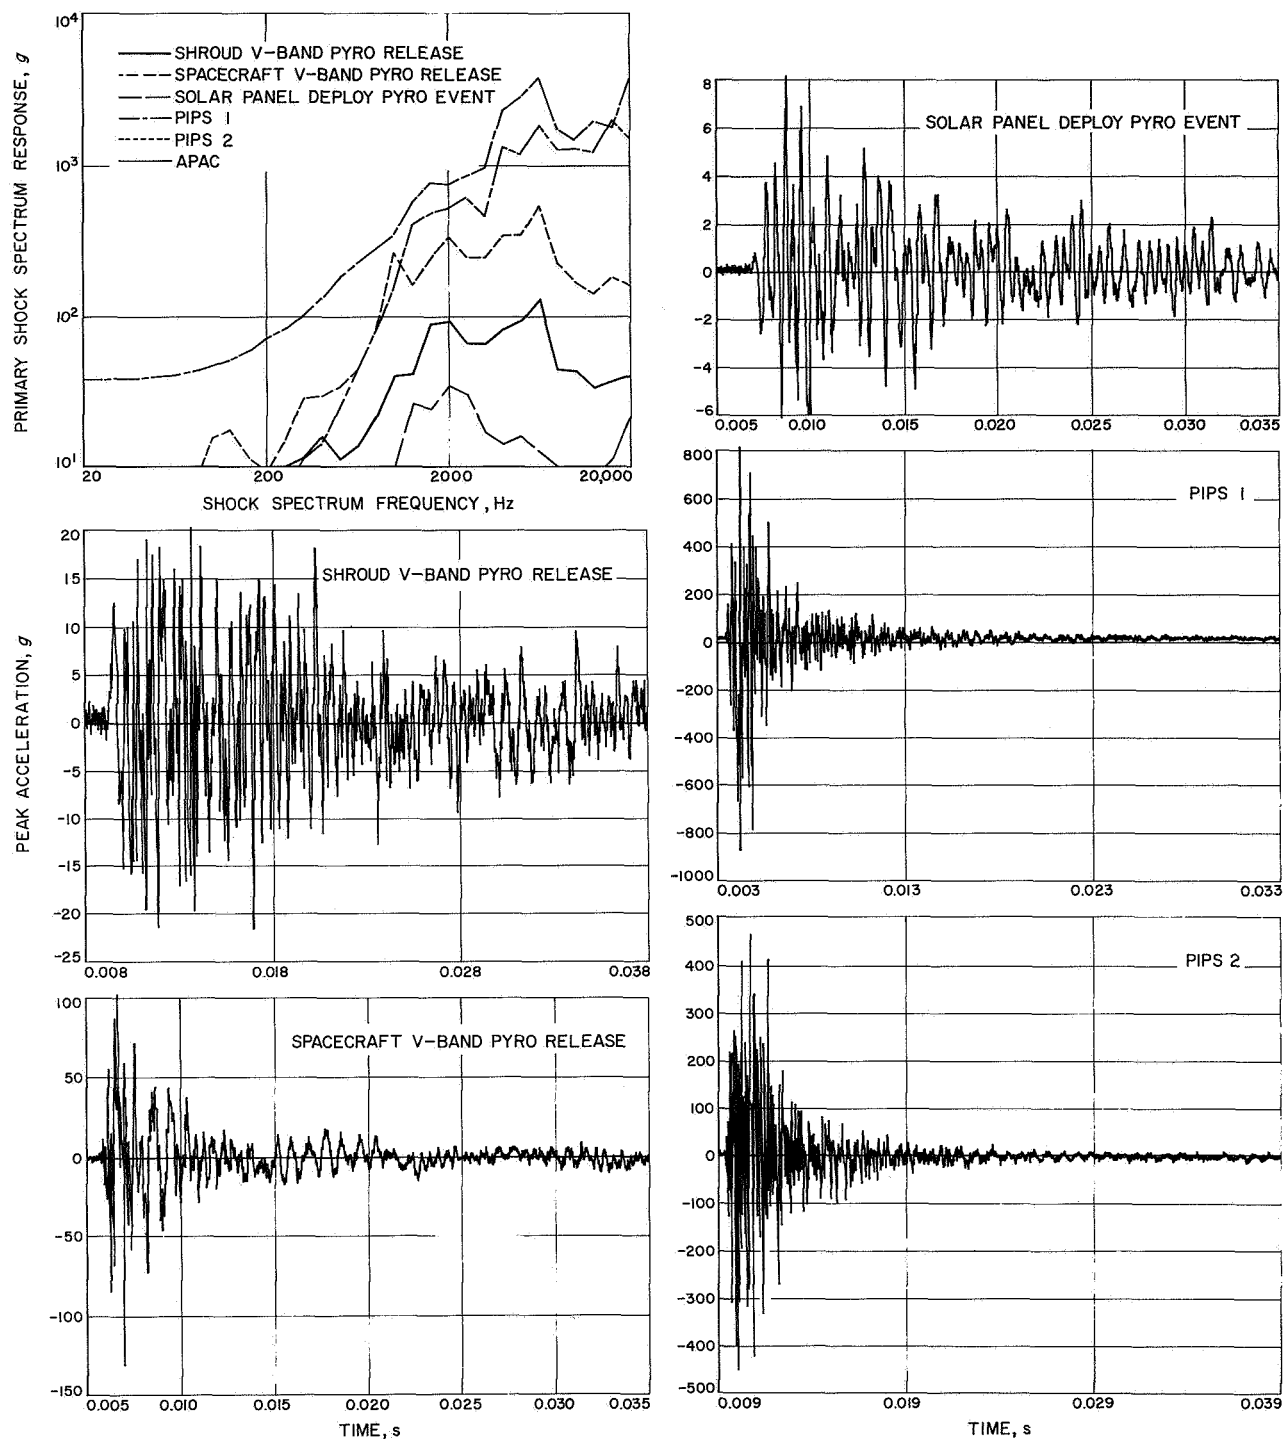 10⁴
10³
10²
10¹
PRIMARY SHOCK SPECTRUM RESPONSE, g
SHROUD V-BAND PYRO RELEASE
SPACECRAFT V-BAND PYRO RELEASE
SOLAR PANEL DEPLOY PYRO EVENT
PIPS 1
PIPS 2
APAC
20 200 2000 20,000
SHOCK SPECTRUM FREQUENCY, Hz
20
15
10
5
0
-5
-10
-15
-20
-25
PEAK ACCELERATION, g
SHROUD V-BAND PYRO RELEASE
0.008 0.018 0.028 0.038
100
50
0
-50
-100
-150
SPACECRAFT V-BAND PYRO RELEASE
0.005 0.010 0.015 0.020 0.025 0.030 0.035
TIME, s
8
6
4
2
0
-2
-4
-6
SOLAR PANEL DEPLOY PYRO EVENT
0.005 0.010 0.015 0.020 0.025 0.030 0.035
800
600
400
200
0
-200
-400
-600
-800
-1000
PIPS 1
0.003 0.013 0.023 0.033
500
400
300
200
100
0
-100
-200
-300
-400
-500
PIPS 2
0.009 0.019 0.029 0.039
TIME, s